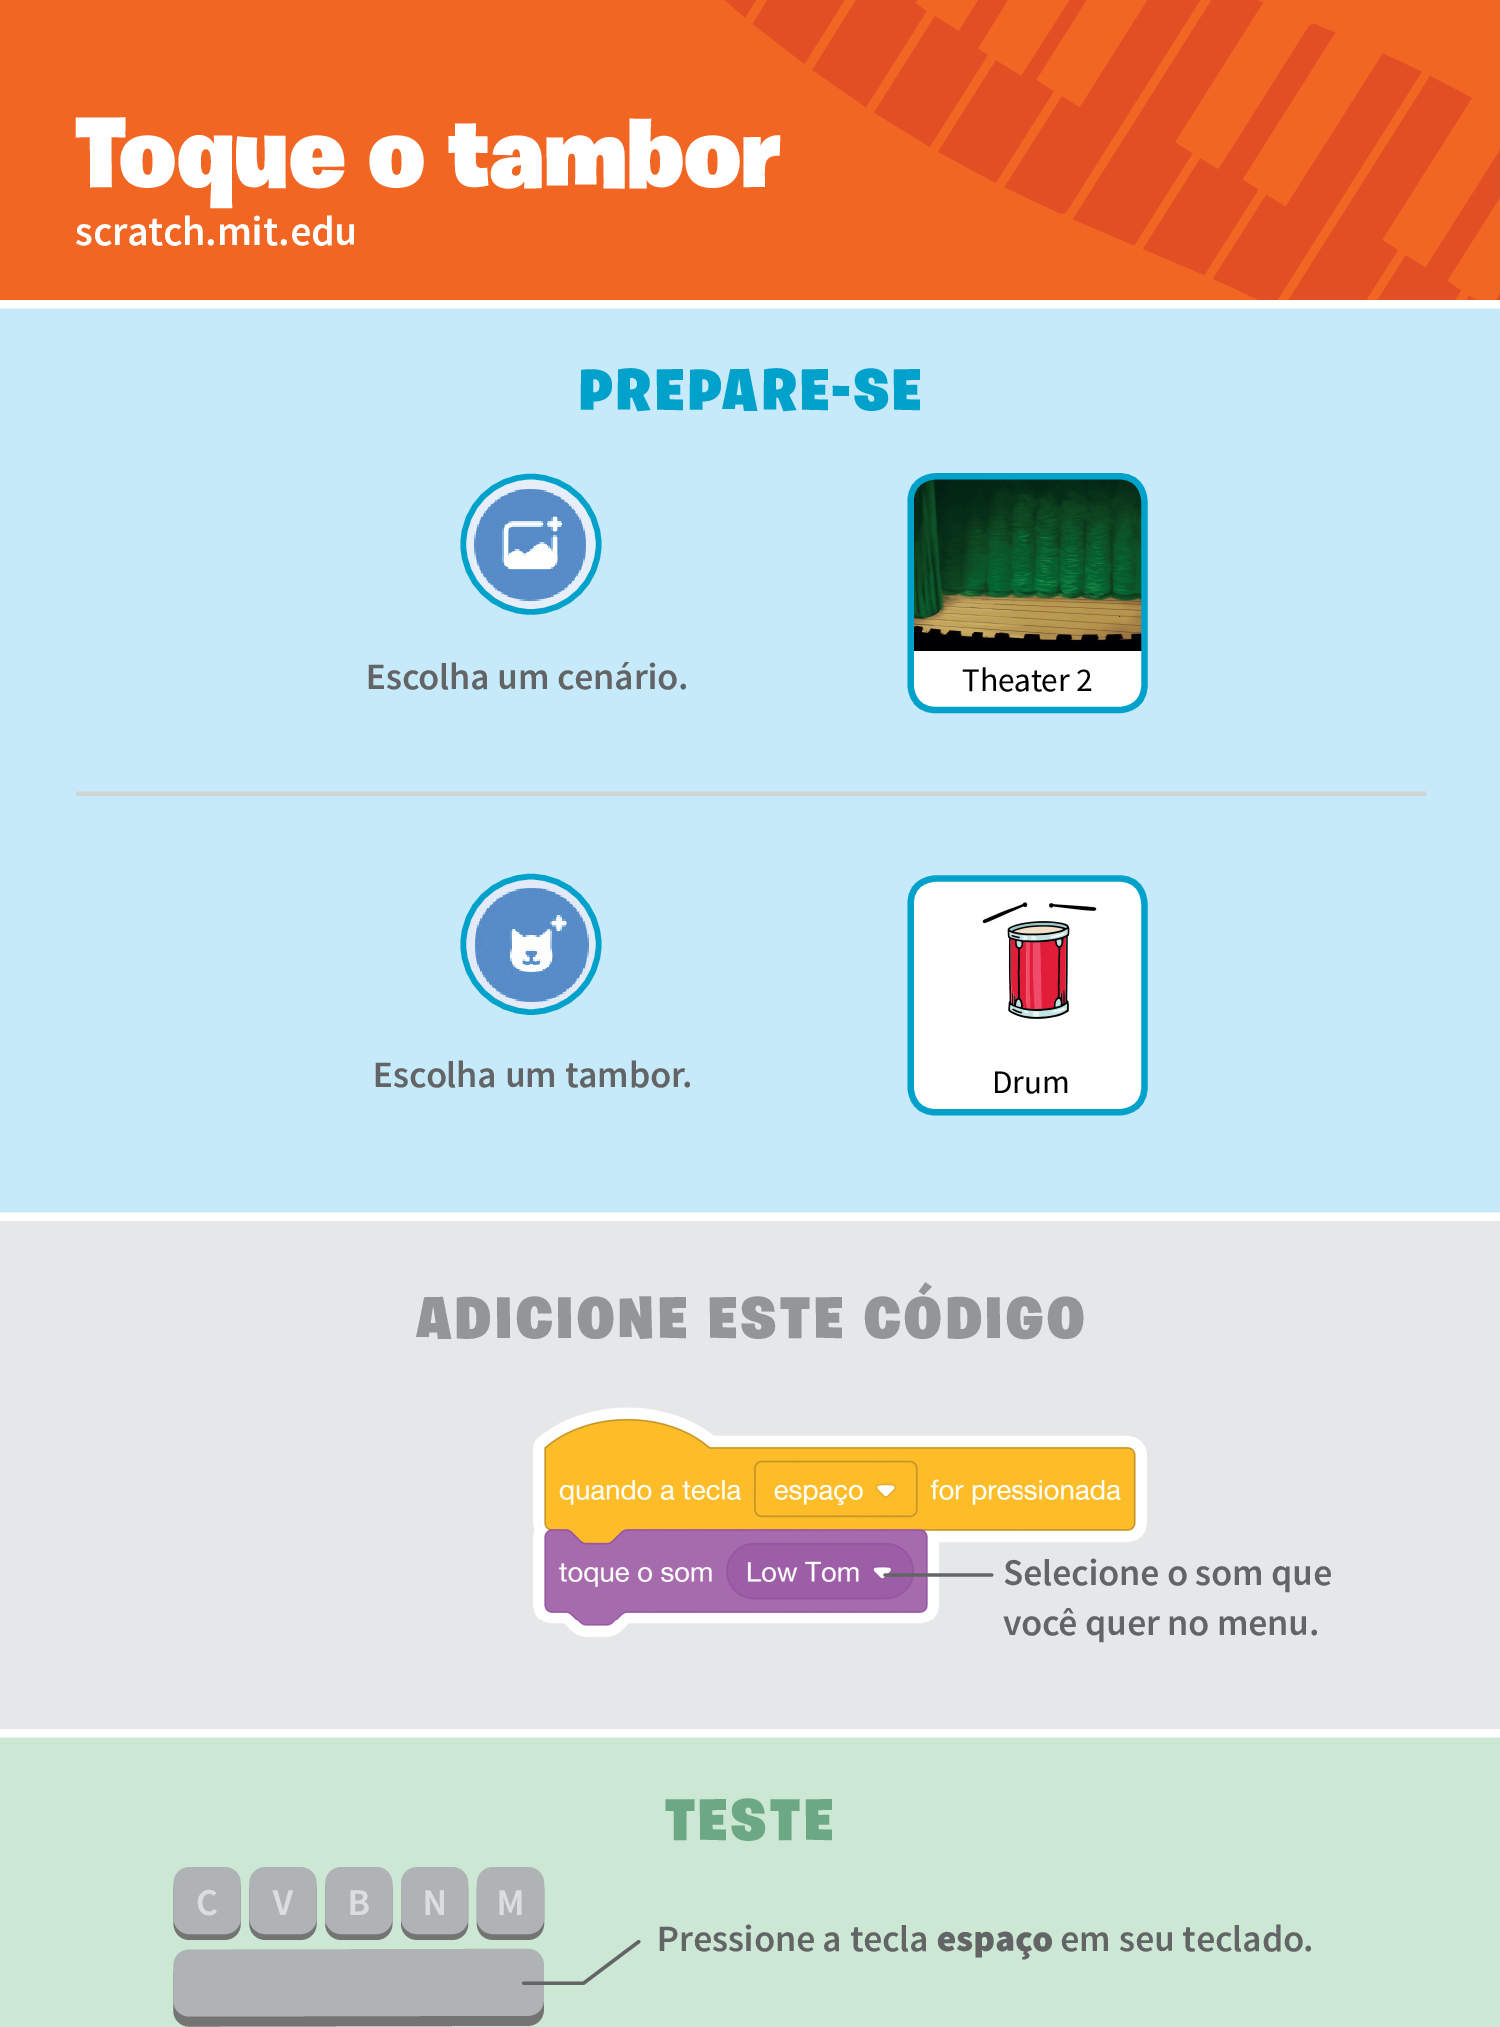 Toque o tambor
scratch.mit.edu
PREPARE-SE
Escolha um cenário.
Theater 2
Escolha um tambor.
Drum
ADICIONE ESTE CÓDIGO
quando a tecla espaço for pressionada
toque o som Low Tom
Selecione o som que
você quer no menu.
TESTE
C V B N M
Pressione a tecla espaço em seu teclado.